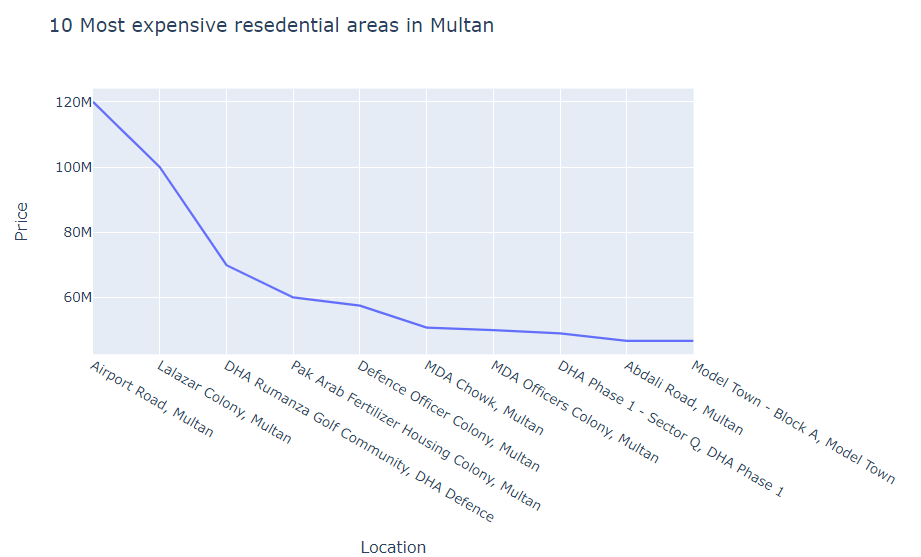 10 Most expensive resedential areas in Multan
120M
100M
80M
60M
Price
Airport Road, Multan
Lalazar Colony, Multan
DHA Rumanza Golf Community, DHA Defence
Pak Arab Fertilizer Housing Colony, Multan
Defence Officer Colony, Multan
MDA Chowk, Multan
MDA Officers Colony, Multan
DHA Phase 1 - Sector Q, DHA Phase 1
Abdali Road, Multan
Model Town - Block A, Model Town
Location